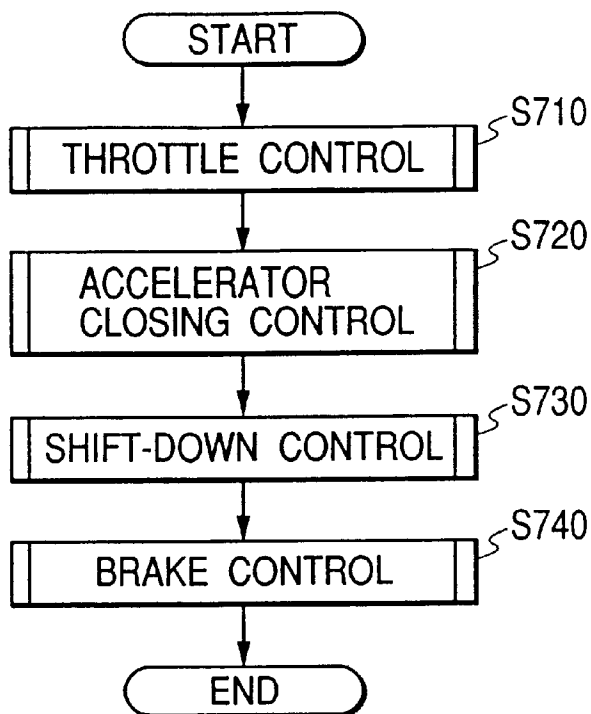 START
S710
THROTTLE CONTROL
S720
ACCELERATOR
CLOSING CONTROL
S730
SHIFT-DOWN CONTROL
S740
BRAKE CONTROL
END